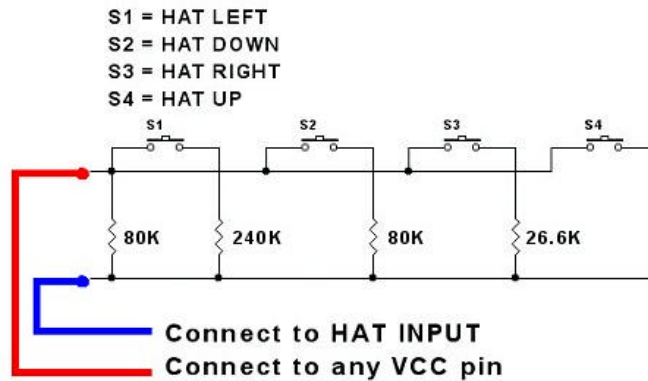 S1 = HAT LEFT
S2 = HAT DOWN
S3 = HAT RIGHT
S4 = HAT UP
S1 S2 S3 S4
80K 240K 80K 26.6K
Connect to HAT INPUT
Connect to any VCC pin